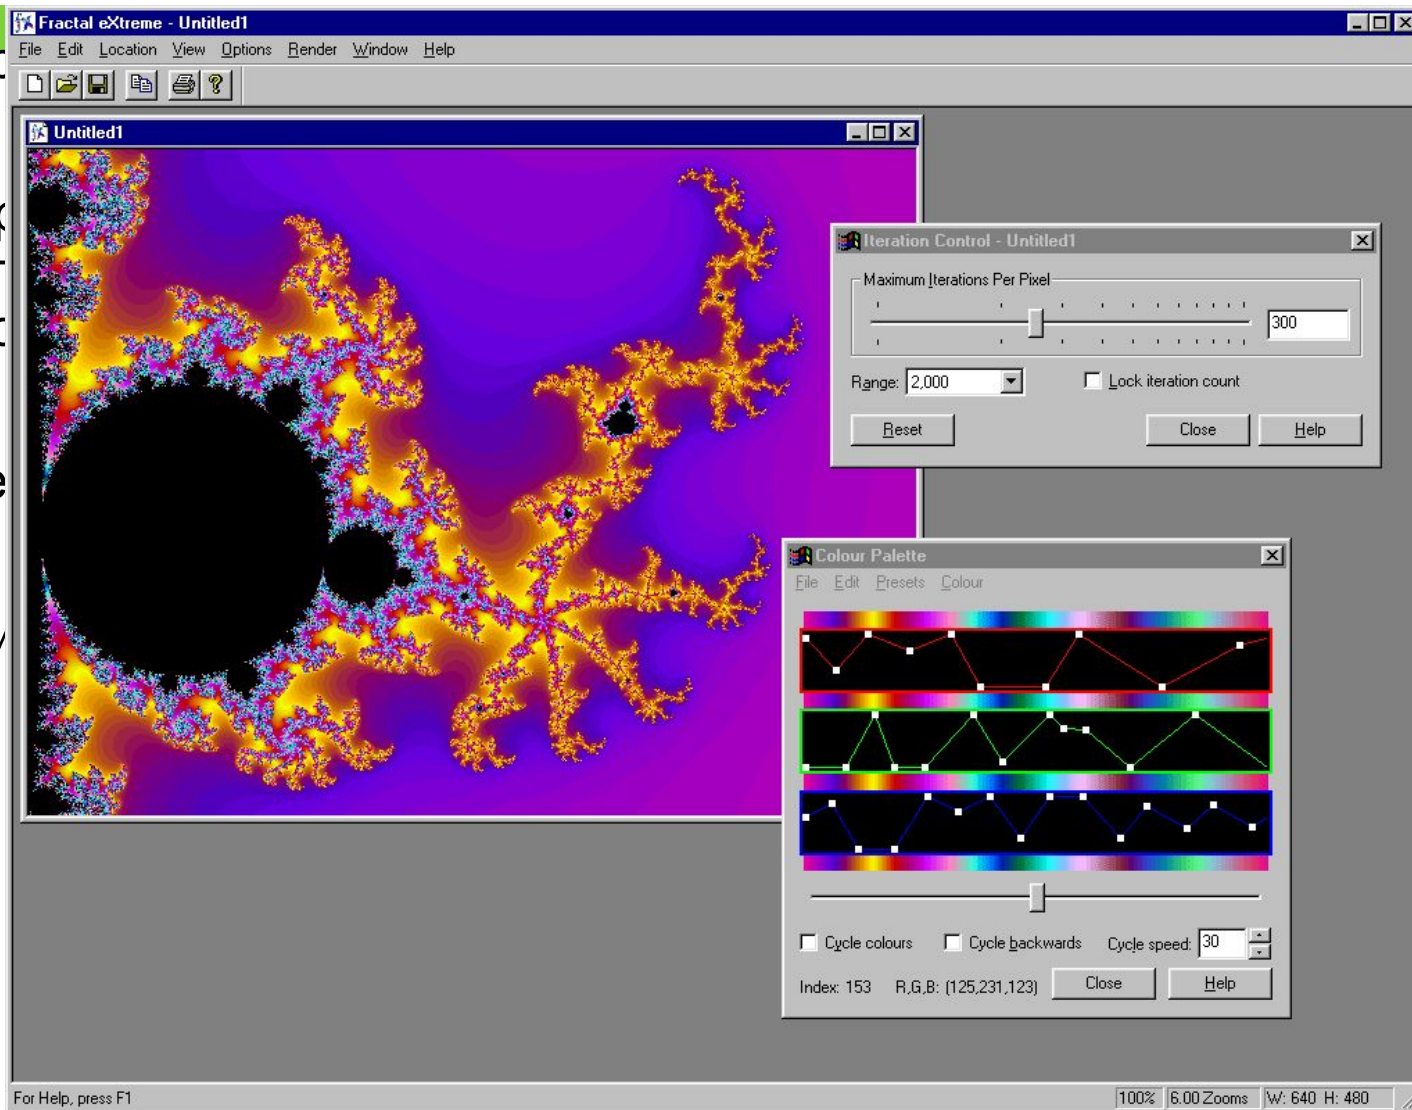 Fractal eXtreme - Untitled1
File Edit Location View Options Render Window Help
Untitled1
Iteration Control - Untitled1
Maximum Iterations Per Pixel
300
Range: 2,000
Lock iteration count
Reset Close Help
Colour Palette
File Edit Presets Colour
Cycle colours Cycle backwards Cycle speed: 30
Index: 153 R,G,B: (125,231,123) Close Help
For Help, press F1
100% 6.00 Zooms W: 640 H: 480